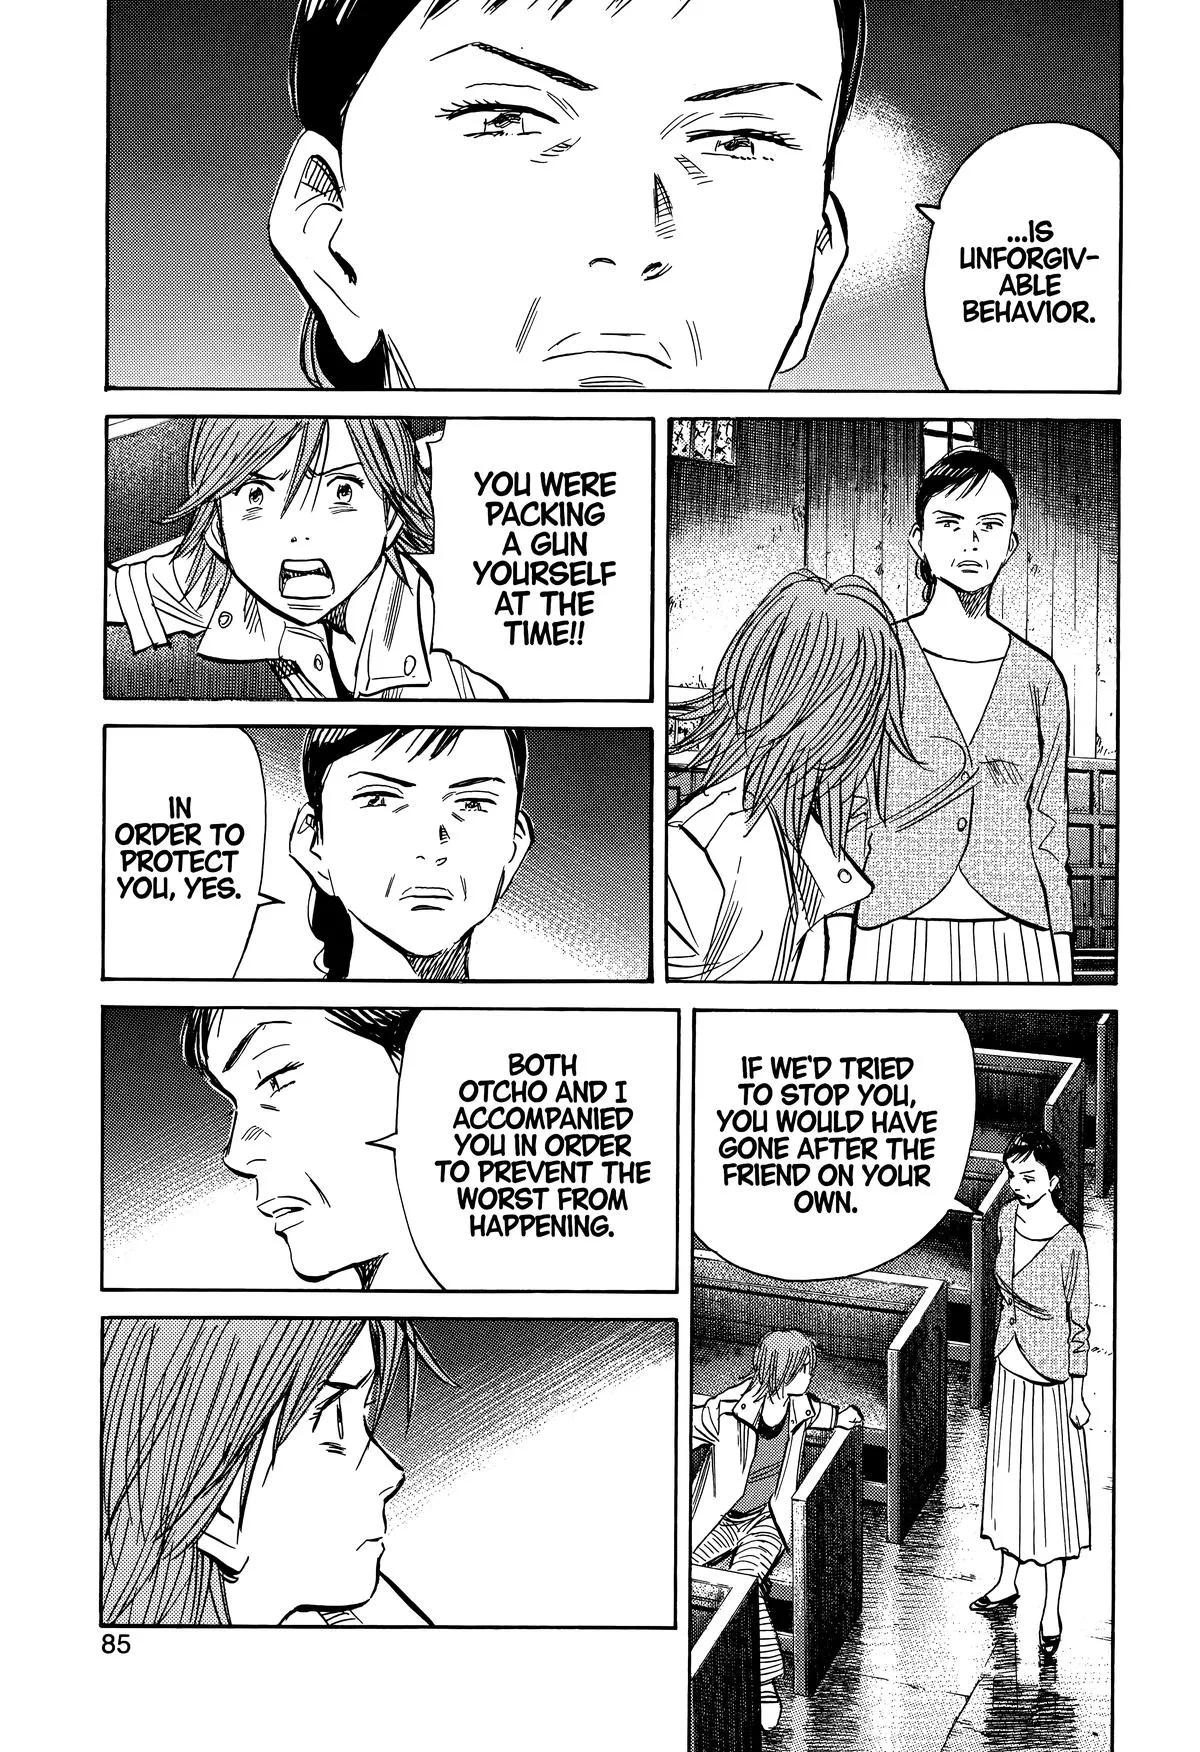 ...IS
UNFORGIV-
ABLE
BEHAVIOR.
YOU WERE
PACKING
A GUN
YOURSELF
AT THE
TIME!!
IN
ORDER TO
PROTECT
YOU, YES.
IF WE'D TRIED
TO STOP YOU,
YOU WOULD HAVE
GONE AFTER THE
FRIEND ON YOUR
OWN.
BOTH
OTCHO AND I
ACCOMPANIED
YOU IN ORDER
TO PREVENT THE
WORST FROM
HAPPENING.
85